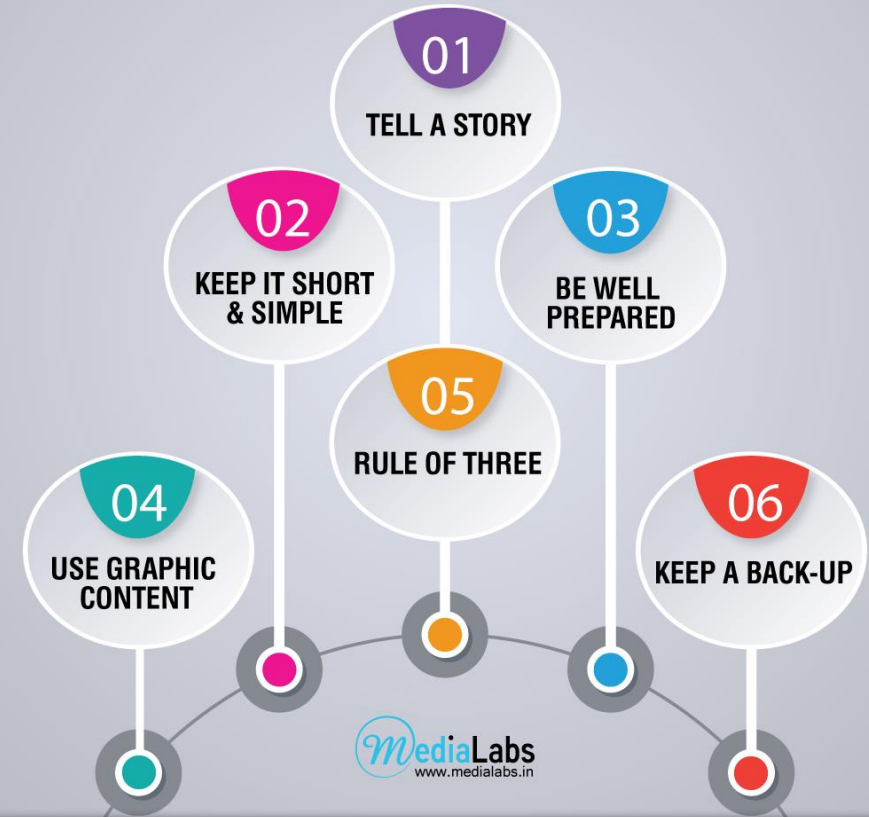 01
TELL A STORY
02
KEEP IT SHORT
& SIMPLE
03
BE WELL
PREPARED
04
USE GRAPHIC
CONTENT
05
RULE OF THREE
06
KEEP A BACK-UP
MediaLabs
www.medialabs.in